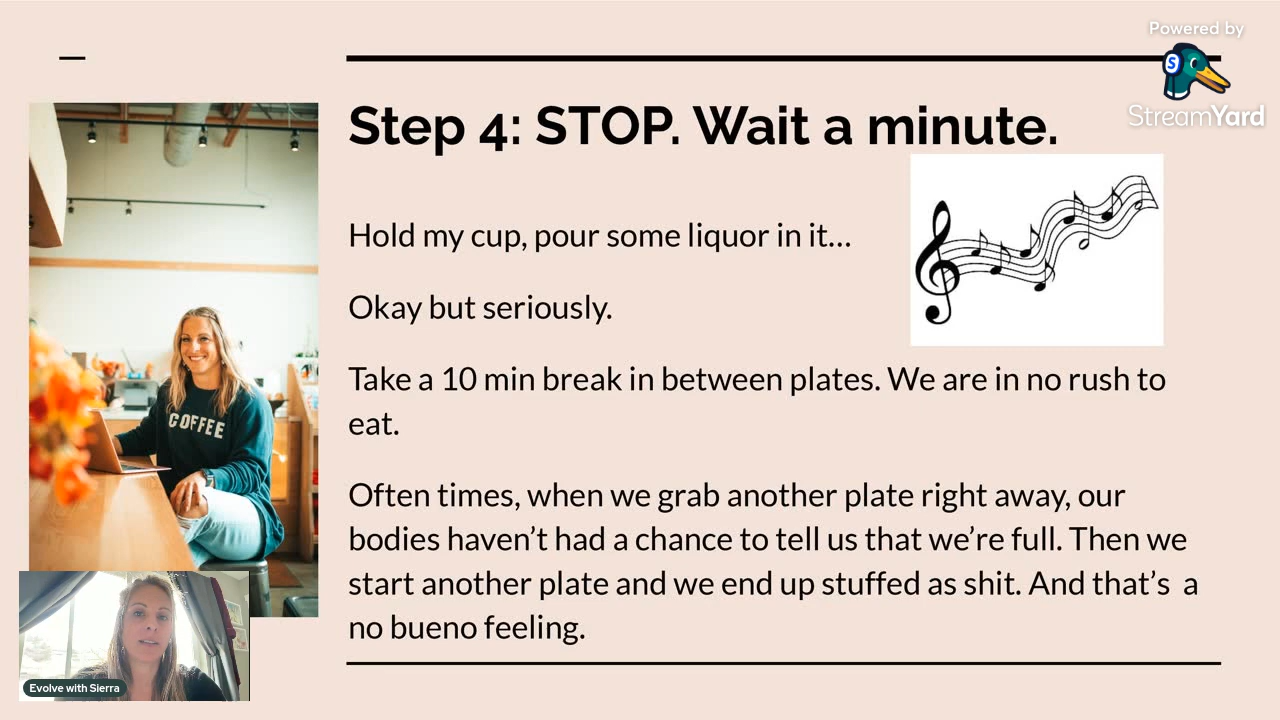 Powered by
StreamYard
Step 4: STOP. Wait a minute.
Hold my cup, pour some liquor in it...
Okay but seriously.
Take a 10 min break in between plates. We are in no rush to
eat.
Often times, when we grab another plate right away, our
bodies haven’t had a chance to tell us that we’re full. Then we
start another plate and we end up stuffed as shit. And that’s  a
no bueno feeling.
COFFEE
Evolve with Sierra